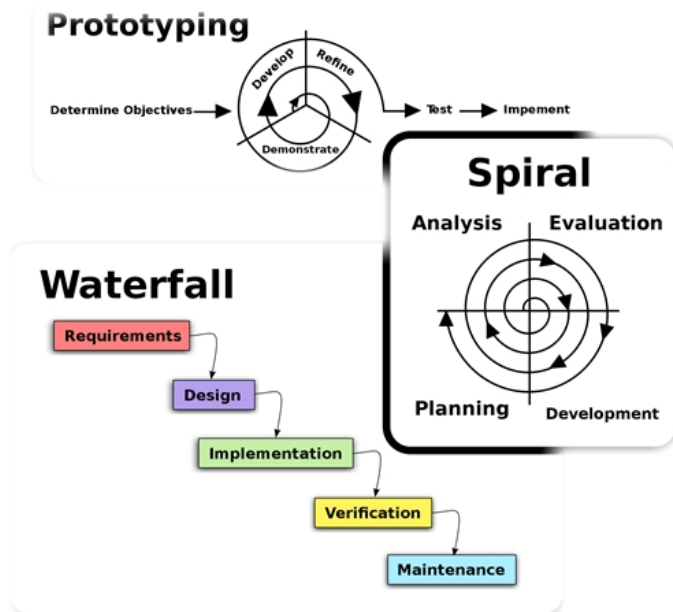 Prototyping
Develop
Refine
Demonstrate
Determine Objectives
Test
Impement
Spiral
Analysis
Evaluation
Planning
Development
Waterfall
Requirements
Design
Implementation
Verification
Maintenance